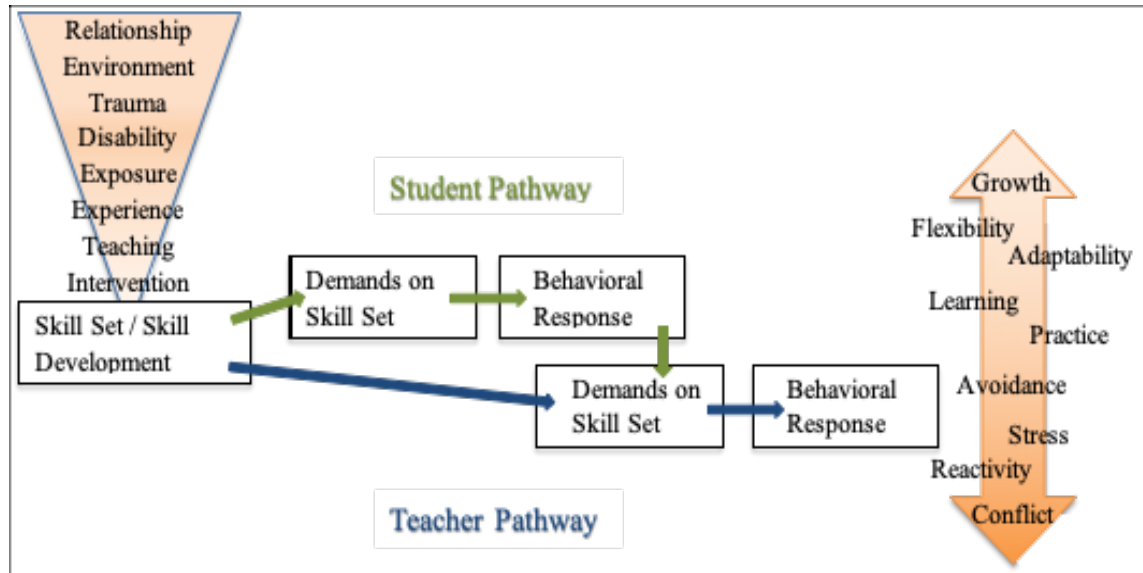 Relationship
Environment
Trauma
Disability
Exposure
Experience
Teaching
Intervention
Skill Set / Skill
Development
Student Pathway
Demands on
Skill Set
Behavioral
Response
Demands on
Skill Set
Behavioral
Response
Teacher Pathway
Growth
Flexibility
Adaptability
Learning
Practice
Avoidance
Stress
Reactivity
Conflict